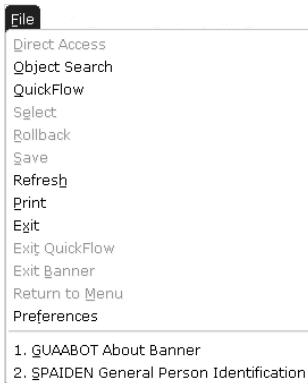 File
Direct Access
Object Search
QuickFlow
Select
Rollback
Save
Refresh
Print
Exit
Exit QuickFlow
Exit Banner
Return to Menu
Preferences
1. GUAABOT About Banner
2. SPAIDEN General Person Identification